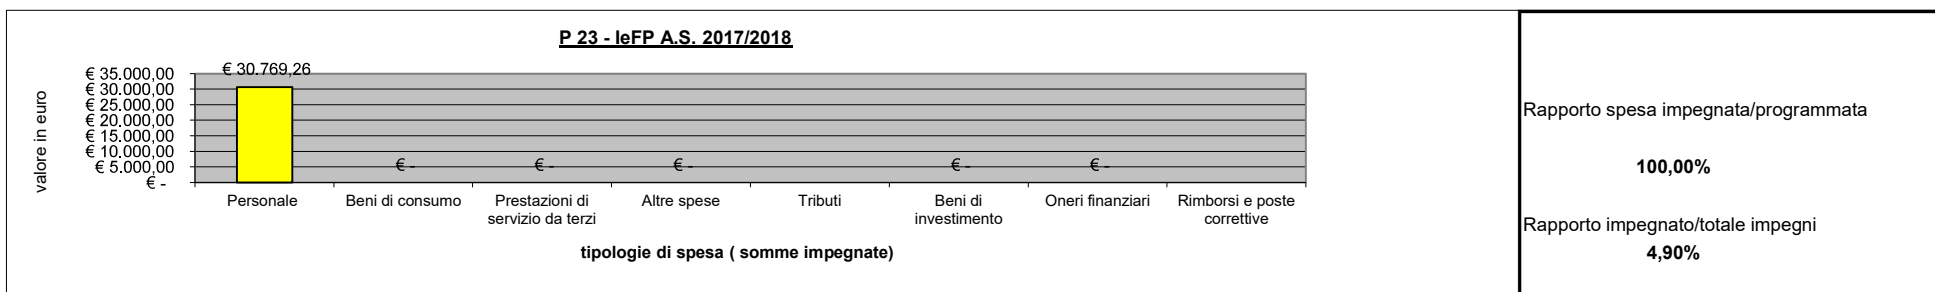 P 23 - IeFP A.S. 2017/2018
valore in euro
€ 35.000,00
€ 30.000,00
€ 25.000,00
€ 20.000,00
€ 15.000,00
€ 10.000,00
€ 5.000,00
€ -
€ 30.769,26
€ -
€ -
€ -
€ -
€ -
Personale
Beni di consumo
Prestazioni di
servizio da terzi
Altre spese
Tributi
Beni di
investimento
Oneri finanziari
Rimborsi e poste
correttive
tipologie di spesa ( somme impegnate)
Rapporto spesa impegnata/programmata
100,00%
Rapporto impegnato/totale impegni
4,90%